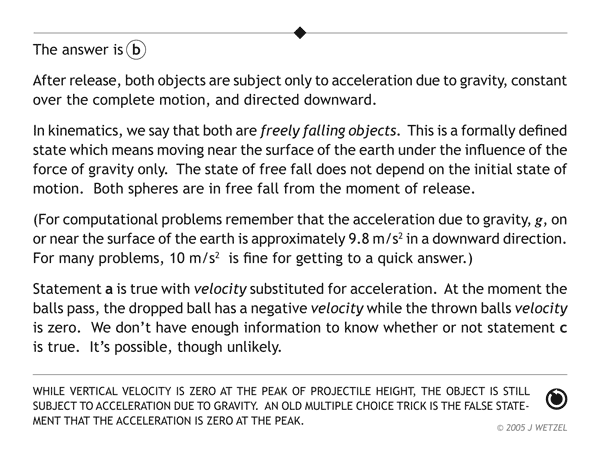 The answer is b
After release, both objects are subject only to acceleration due to gravity, constant
over the complete motion, and directed downward.
In kinematics, we say that both are freely falling objects. This is a formally defined
state which means moving near the surface of the earth under the influence of the
force of gravity only. The state of free fall does not depend on the initial state of
motion. Both spheres are in free fall from the moment of release.
(For computational problems remember that the acceleration due to gravity, g, on
or near the surface of the earth is approximately 9.8 m/s² in a downward direction.
For many problems, 10 m/s² is fine for getting to a quick answer.)
Statement a is true with velocity substituted for acceleration. At the moment the
balls pass, the dropped ball has a negative velocity while the thrown balls velocity
is zero. We don't have enough information to know whether or not statement c
is true. It's possible, though unlikely.
WHILE VERTICAL VELOCITY IS ZERO AT THE PEAK OF PROJECTILE HEIGHT, THE OBJECT IS STILL
SUBJECT TO ACCELERATION DUE TO GRAVITY. AN OLD MULTIPLE CHOICE TRICK IS THE FALSE STATE-
MENT THAT THE ACCELERATION IS ZERO AT THE PEAK.
© 2005 J WETZEL